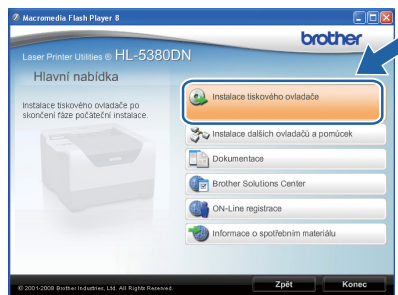 Macromedia Flash Player 8
brother
Laser Printer Utilities © HL-5380DN
Hlavní nabídka
Instalace tiskového ovladače po
skončení fáze počáteční instalace.
Instalace tiskového ovladače
Instalace dalších ovladačů a pomůcek
Dokumentace
Brother Solutions Center
ON-Line registrace
Informace o spotřebním materiálu
© 2001-2008 Brother Industries, Ltd. All Rights Reserved.
Zpět
Konec